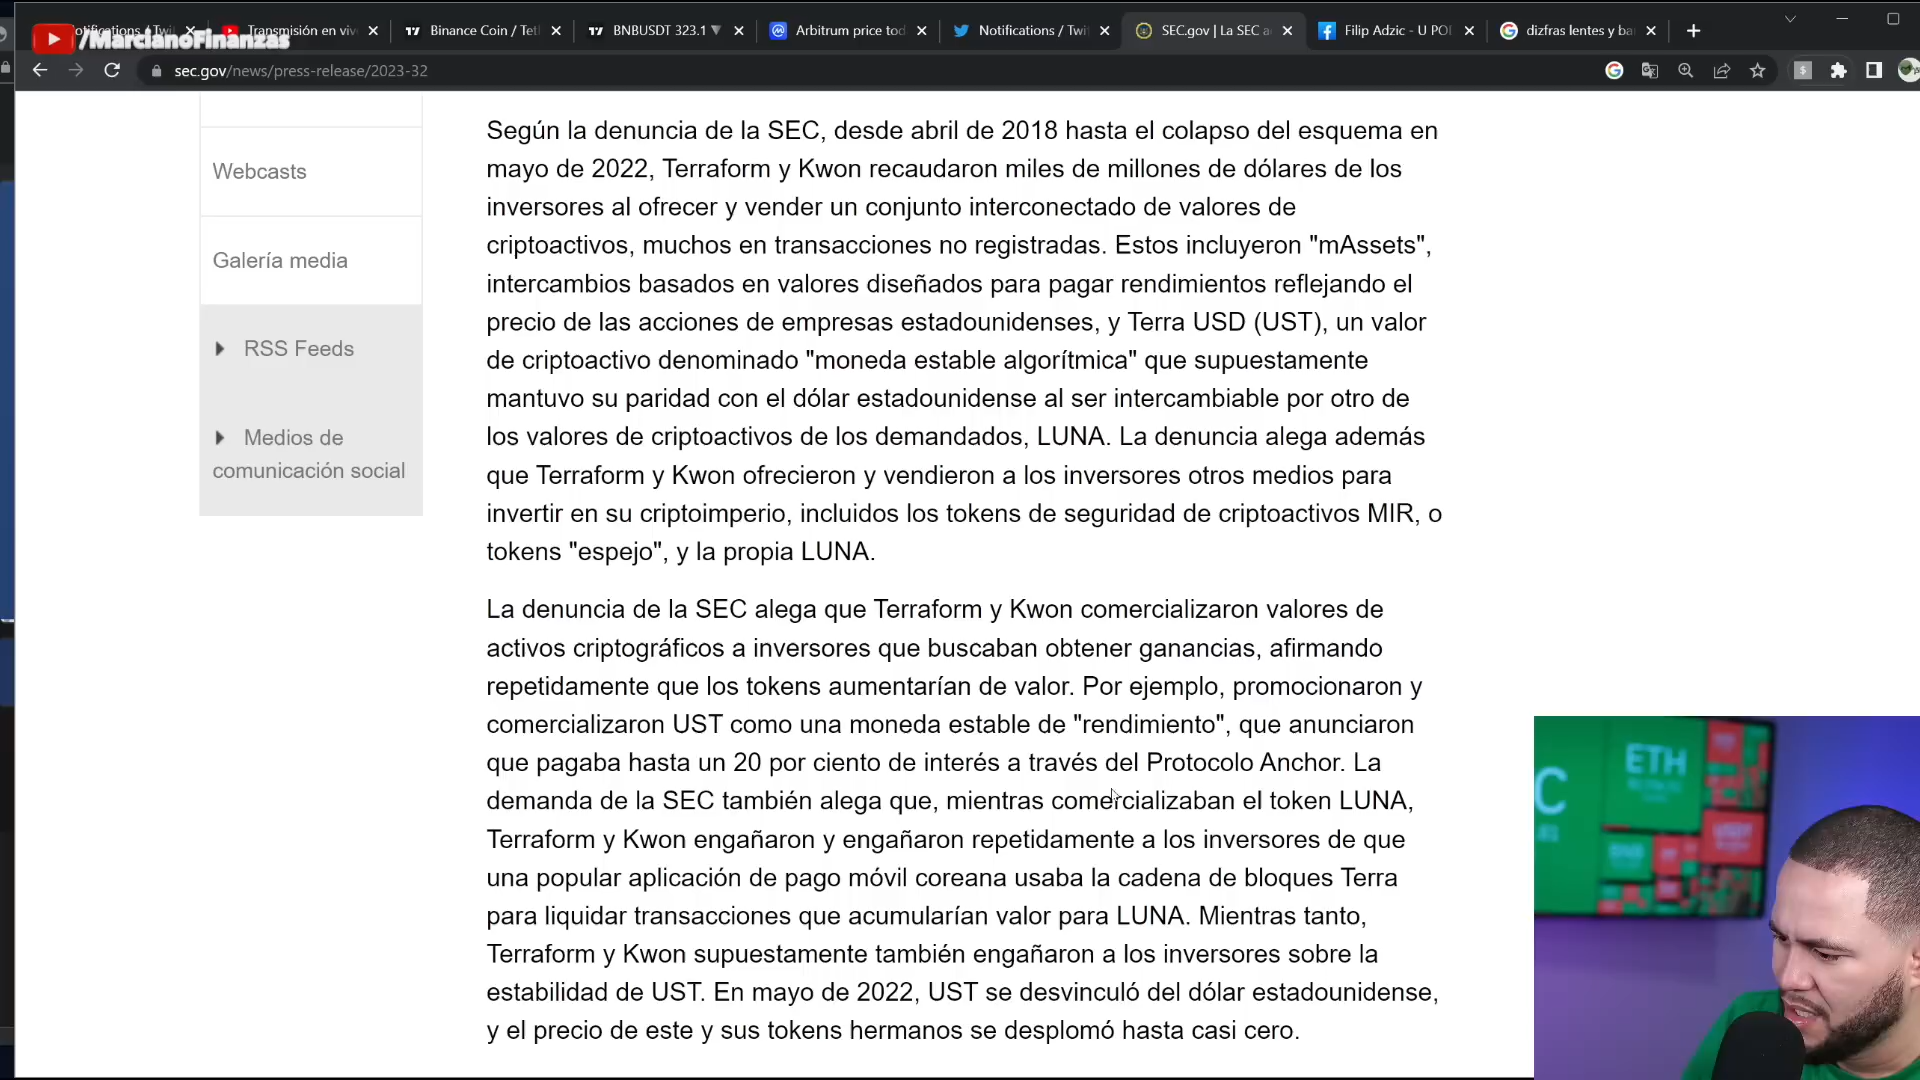 Notifications / Twi
Transmisión en viv
Binance Coin / Tetl
BNBUSDT 323.1 ▼
Arbitrum price tod
Notifications / Twit
SEC.gov | La SEC a
Filip Adzic - U POI
dizfras lentes y ba
/MarcianoFinanzas
sec.gov/news/press-release/2023-32
Webcasts
Galería media
RSS Feeds
Medios de
comunicación social
Según la denuncia de la SEC, desde abril de 2018 hasta el colapso del esquema en
mayo de 2022, Terraform y Kwon recaudaron miles de millones de dólares de los
inversores al ofrecer y vender un conjunto interconectado de valores de
criptoactivos, muchos en transacciones no registradas. Estos incluyeron "mAssets",
intercambios basados en valores diseñados para pagar rendimientos reflejando el
precio de las acciones de empresas estadounidenses, y Terra USD (UST), un valor
de criptoactivo denominado "moneda estable algorítmica" que supuestamente
mantuvo su paridad con el dólar estadounidense al ser intercambiable por otro de
los valores de criptoactivos de los demandados, LUNA. La denuncia alega además
que Terraform y Kwon ofrecieron y vendieron a los inversores otros medios para
invertir en su criptoimperio, incluidos los tokens de seguridad de criptoactivos MIR, o
tokens "espejo", y la propia LUNA.
La denuncia de la SEC alega que Terraform y Kwon comercializaron valores de
activos criptográficos a inversores que buscaban obtener ganancias, afirmando
repetidamente que los tokens aumentarían de valor. Por ejemplo, promocionaron y
comercializaron UST como una moneda estable de "rendimiento", que anunciaron
que pagaba hasta un 20 por ciento de interés a través del Protocolo Anchor. La
demanda de la SEC también alega que, mientras comercializaban el token LUNA,
Terraform y Kwon engañaron y engañaron repetidamente a los inversores de que
una popular aplicación de pago móvil coreana usaba la cadena de bloques Terra
para liquidar transacciones que acumularían valor para LUNA. Mientras tanto,
Terraform y Kwon supuestamente también engañaron a los inversores sobre la
estabilidad de UST. En mayo de 2022, UST se desvinculó del dólar estadounidense,
y el precio de este y sus tokens hermanos se desplomó hasta casi cero.
C
ETH